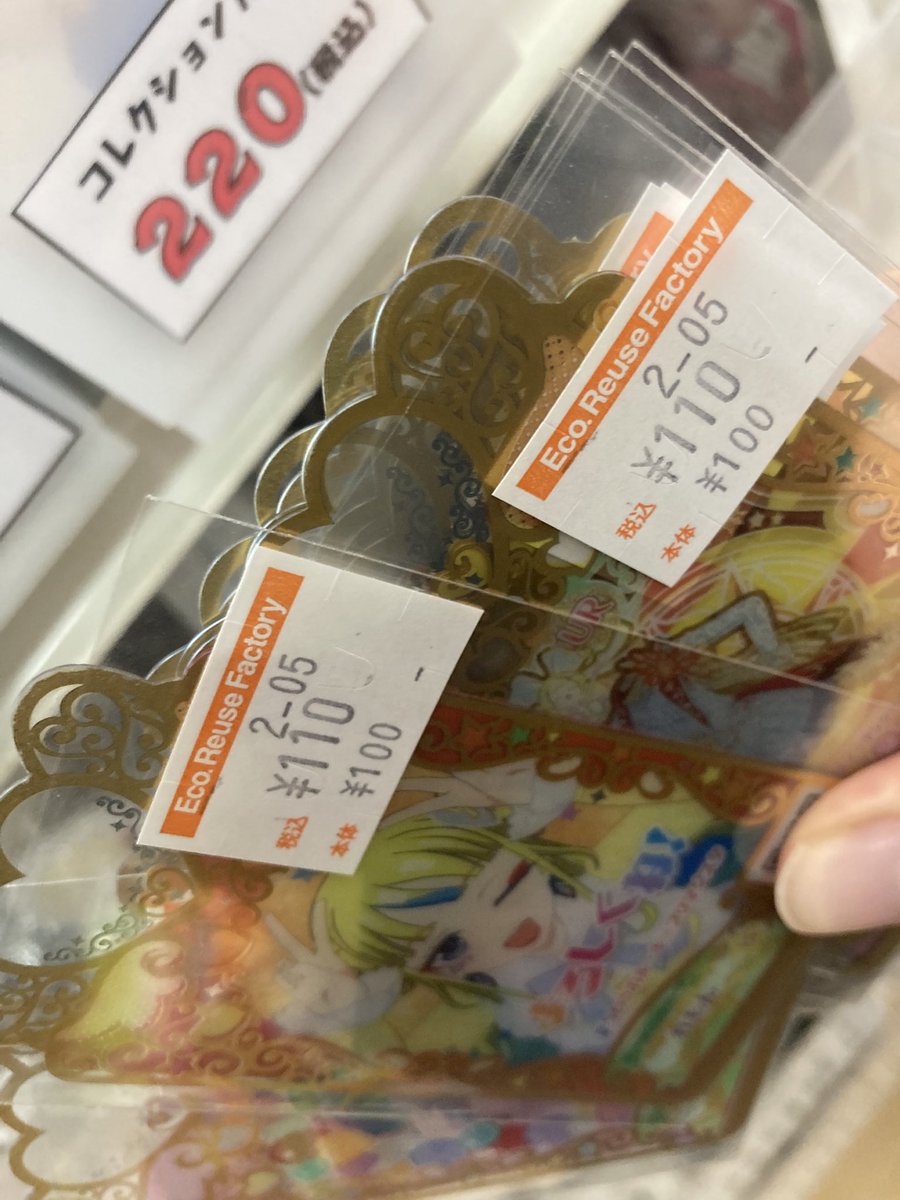 コレクション
220(税込)
Eco. Reuse Factory
2-05
税込 ¥110
本体 ¥100
-
Eco. Reuse Factory
2-05
税込 ¥110
本体 ¥100
-
UR